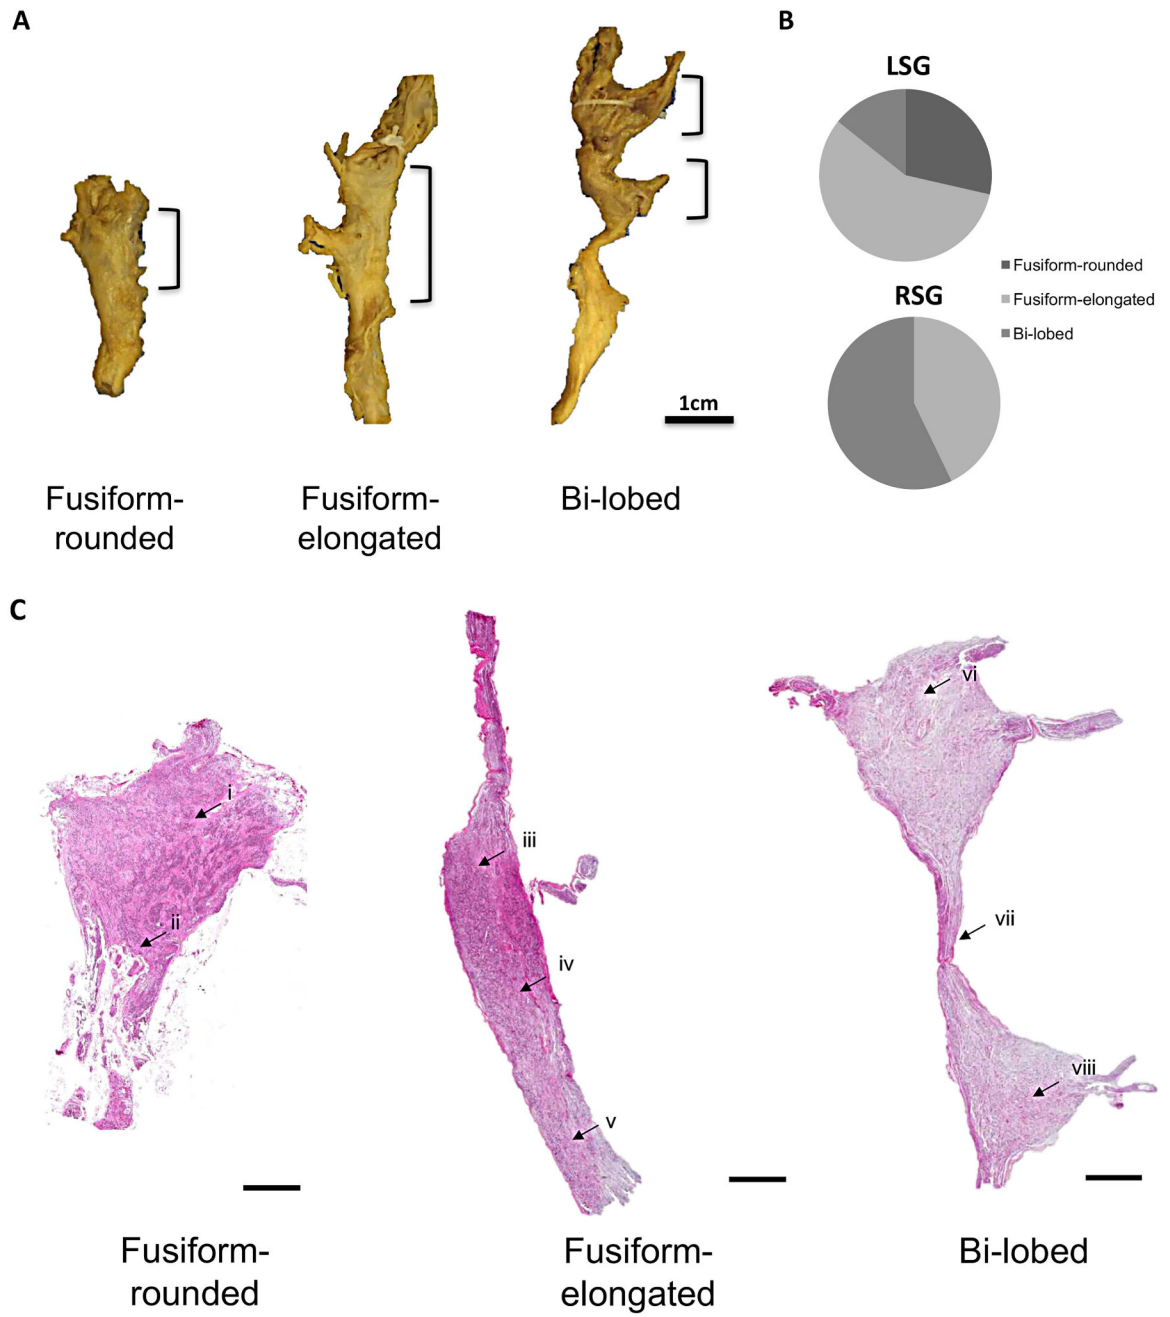 A
B
LSG
Fusiform-rounded
Fusiform-elongated
Bi-lobed
RSG
1cm
Fusiform-
rounded
Fusiform-
elongated
Bi-lobed
C
i
ii
iii
iv
v
vi
vii
viii
Fusiform-
rounded
Fusiform-
elongated
Bi-lobed